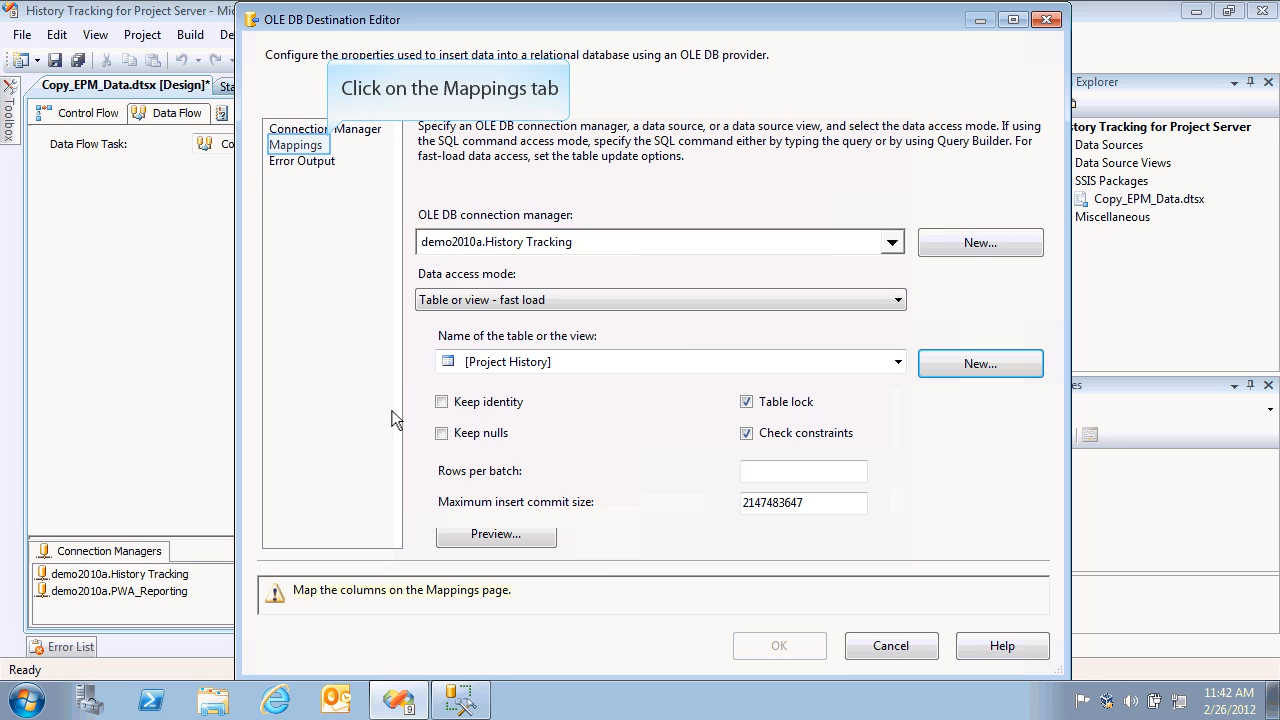 History Tracking for Project Server - Mic
OLE DB Destination Editor
File Edit View Project Build De
Configure the properties used to insert data into a relational database using an OLE DB provider.
Copy_EPM_Data.dtsx [Design]*
Sta
Click on the Mappings tab
Explorer
Control Flow
Data Flow
Toolbox
Connection Manager
Mappings
Error Output
Specify an OLE DB connection manager, a data source, or a data source view, and select the data access mode. If using
the SQL command access mode, specify the SQL command either by typing the query or by using Query Builder. For
fast-load data access, set the table update options.
Data Flow Task:
Co
story Tracking for Project Server
Data Sources
Data Source Views
SSIS Packages
Copy_EPM_Data.dtsx
Miscellaneous
OLE DB connection manager:
demo2010a.History Tracking
New...
Data access mode:
Table or view - fast load
Name of the table or the view:
[Project History]
New...
es
Keep identity
Table lock
Keep nulls
Check constraints
Rows per batch:
Maximum insert commit size:
2147483647
Preview...
Connection Managers
demo2010a.History Tracking
demo2010a.PWA_Reporting
Map the columns on the Mappings page.
Error List
OK
Cancel
Help
Ready
9
11:42 AM
2/26/2012